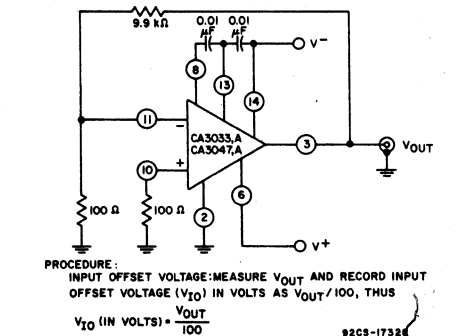 9.9 kΩ
0.01 μF
0.01 μF
V−
8
13
14
11
−
CA3033,A
CA3047,A
3
VOUT
10
+
100 Ω
100 Ω
2
6
V+
PROCEDURE:
INPUT OFFSET VOLTAGE:MEASURE VOUT AND RECORD INPUT
OFFSET VOLTAGE (VIO) IN VOLTS AS VOUT/100, THUS
VIO (IN VOLTS)= VOUT
100